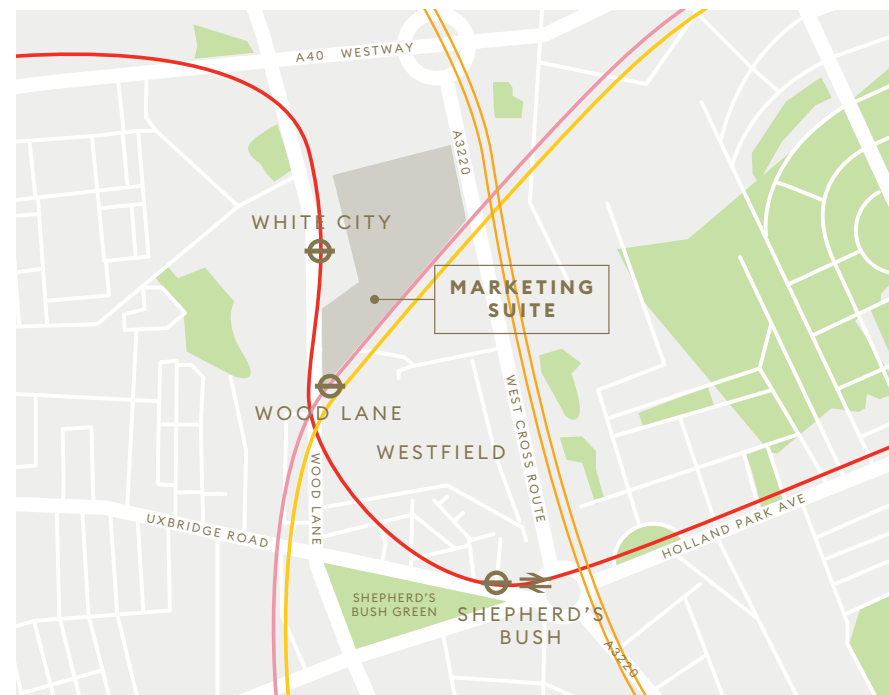 A40 WESTWAY
A3220
WHITE CITY
MARKETING
SUITE
WOOD LANE
WEST CROSS ROUTE
WESTFIELD
WOOD LANE
UXBRIDGE ROAD
HOLLAND PARK AVE
SHEPHERD'S
BUSH GREEN
SHEPHERD'S
BUSH
A3220